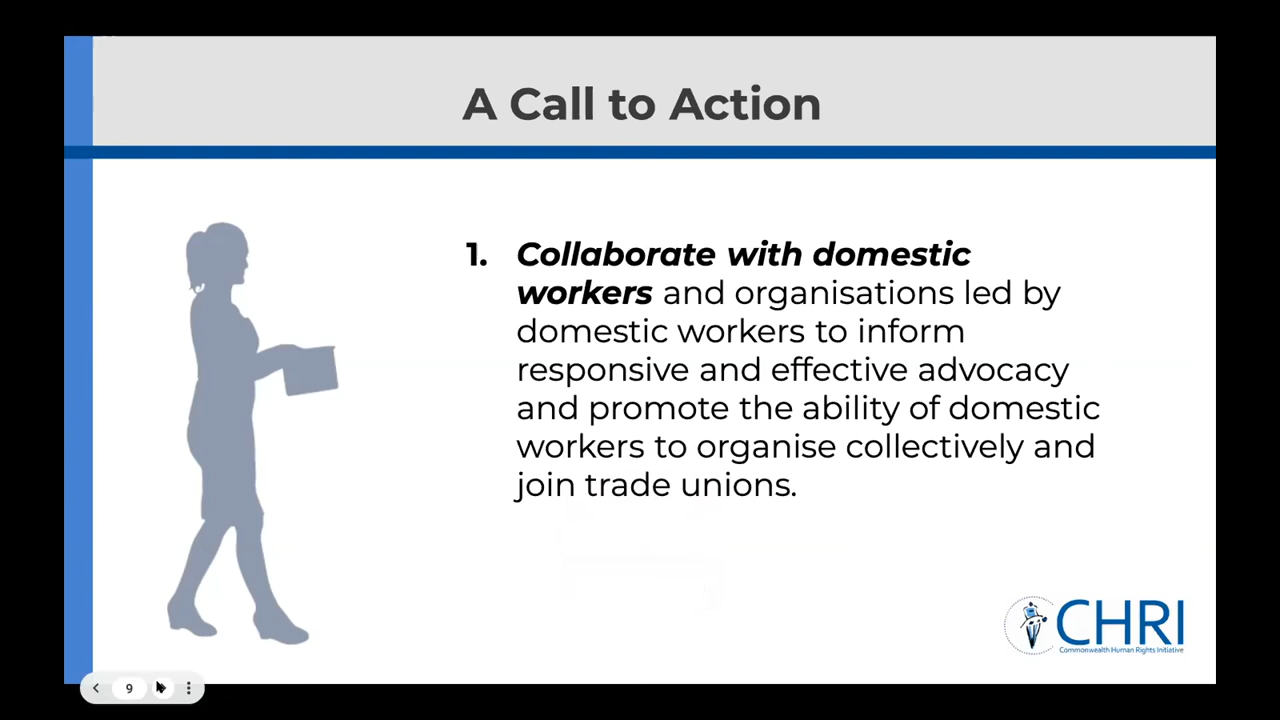 A Call to Action
1. Collaborate with domestic
workers and organisations led by
domestic workers to inform
responsive and effective advocacy
and promote the ability of domestic
workers to organise collectively and
join trade unions.
CHRI
Commonwealth Human Rights Initiative
9